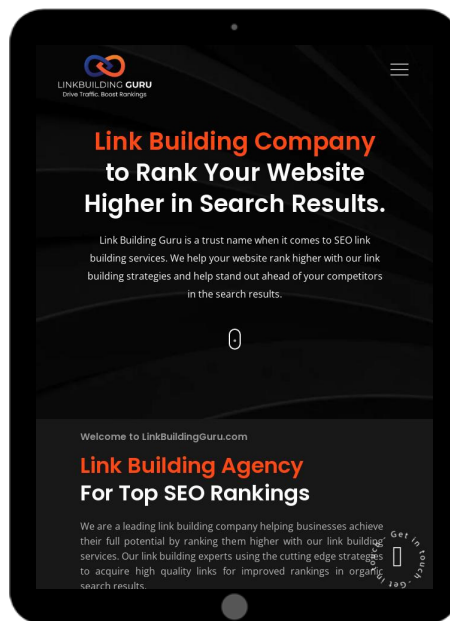 LINKBUILDING GURU
Drive Traffic. Boost Rankings
Link Building Company
to Rank Your Website
Higher in Search Results.
Link Building Guru is a trust name when it comes to SEO link
building services. We help your website rank higher with our link
building strategies and help stand out ahead of your competitors
in the search results.
Welcome to LinkBuildingGuru.com
Link Building Agency
For Top SEO Rankings
We are a leading link building company helping businesses achieve
their full potential by ranking them higher with our link building
services. Our link building experts using the cutting edge strategies
to acquire high quality links for improved rankings in organic
search results.
Get in touch - Get in touch -